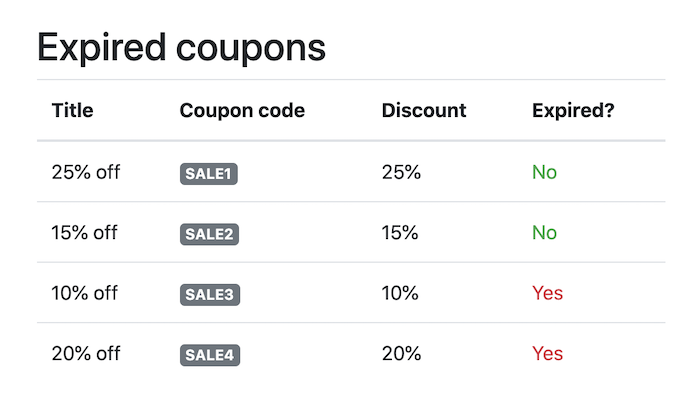 Expired coupons
Title Coupon code Discount Expired?
25% off SALE1 25% No
15% off SALE2 15% No
10% off SALE3 10% Yes
20% off SALE4 20% Yes